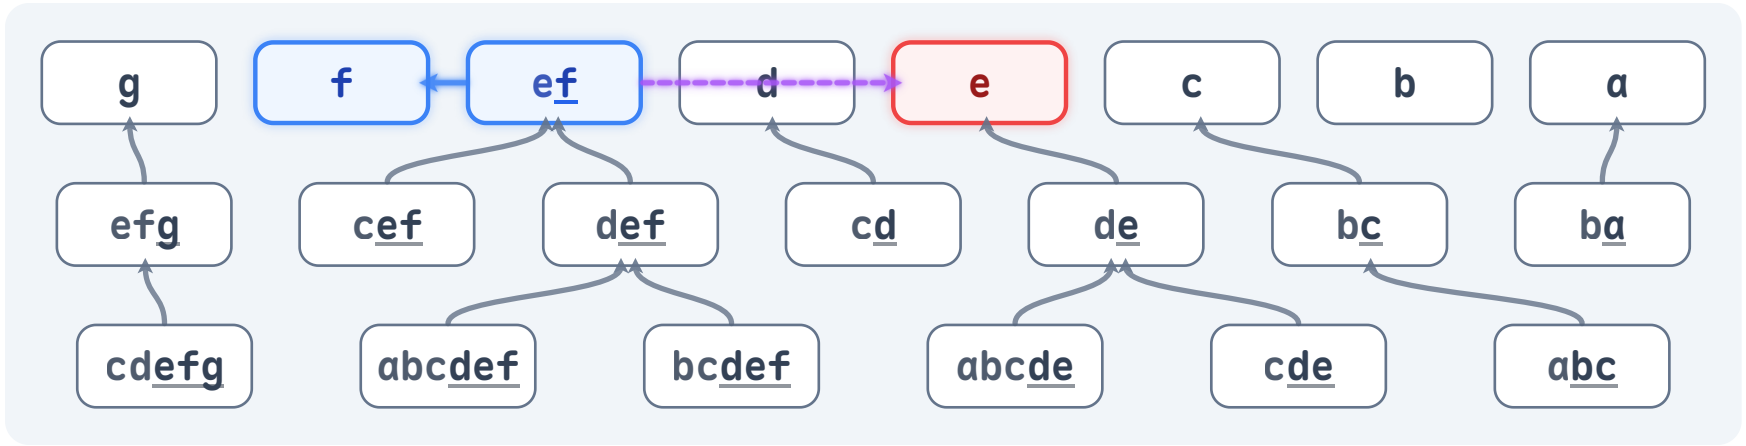 g f ef d e c b a
efg cef def cd de bc ba
cdefg abcdef bcdef abcde cde abc